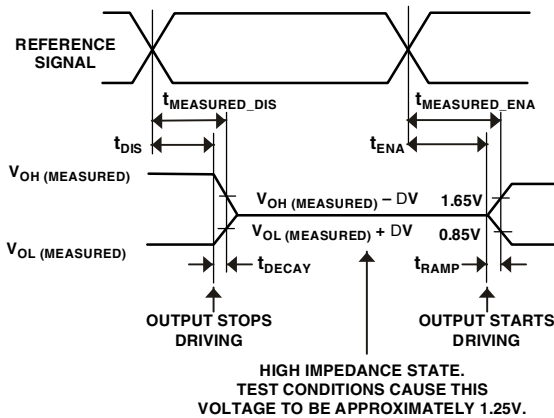 REFERENCE
SIGNAL
tMEASURED_DIS
tMEASURED_ENA
tDIS
tENA
VOH (MEASURED)
VOH (MEASURED) – DV
1.65V
VOL (MEASURED) + DV
0.85V
VOL (MEASURED)
tDECAY
tRAMP
OUTPUT STOPS
DRIVING
OUTPUT STARTS
DRIVING
HIGH IMPEDANCE STATE.
TEST CONDITIONS CAUSE THIS
VOLTAGE TO BE APPROXIMATELY 1.25V.